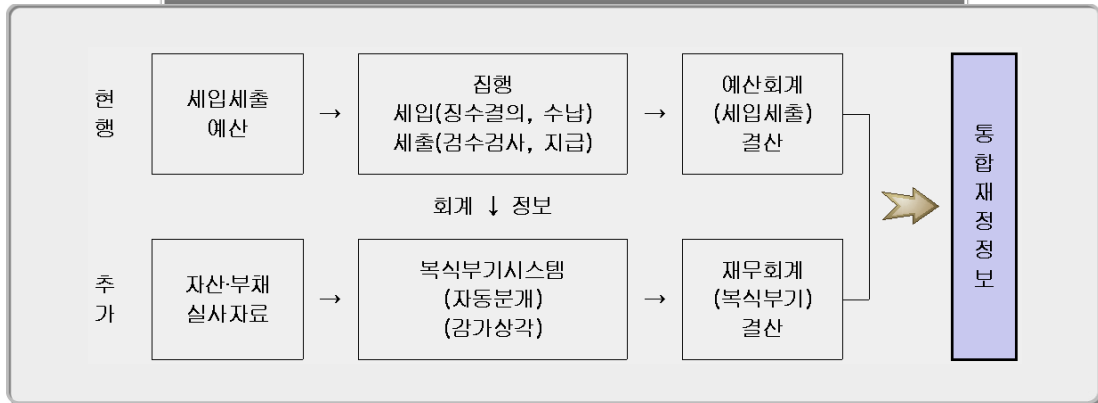 현행
세입세출
예산
→
집행
세입(징수결의, 수납)
세출(검수검사, 지급)
→
예산회계
(세입세출)
결산
회계 ↓ 정보
추가
자산·부채
실사자료
→
복식부기시스템
(자동분개)
(감가상각)
→
재무회계
(복식부기)
결산
통합재정정보